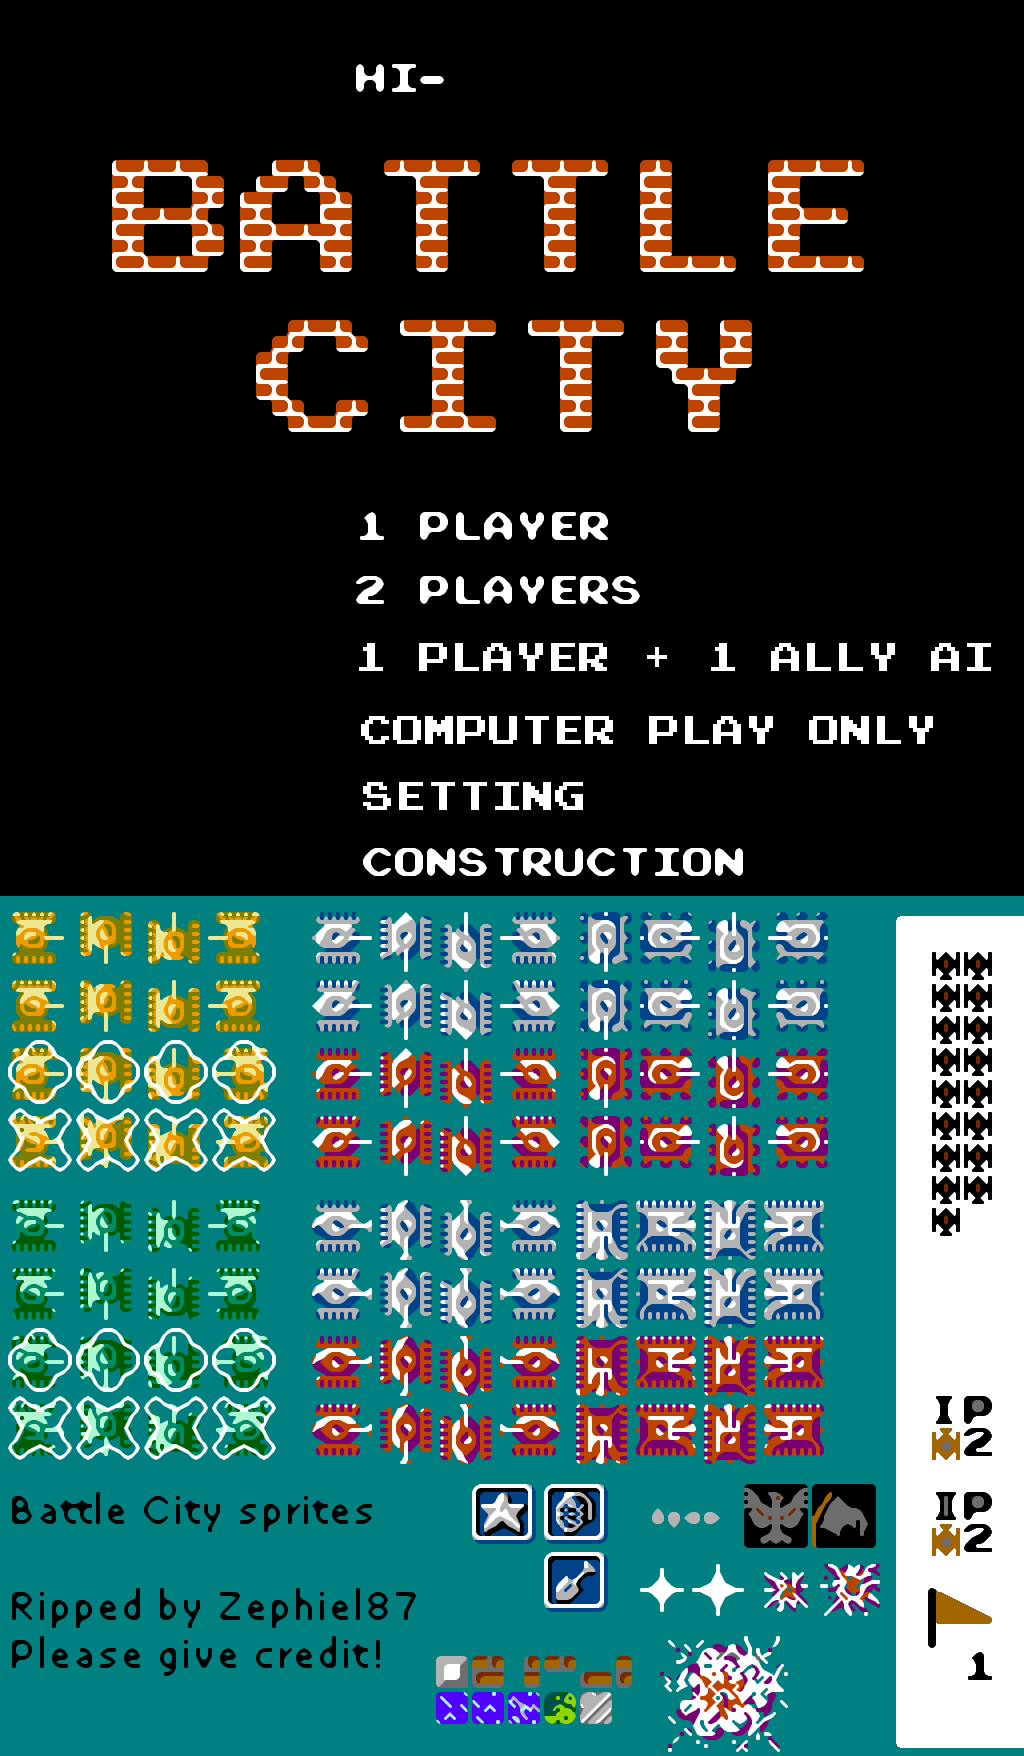 HI-
BATTLE
CITY
1 PLAYER
2 PLAYERS
1 PLAYER + 1 ALLY AI
COMPUTER PLAY ONLY
SETTING
CONSTRUCTION
IP
2
IP
2
1
Battle City sprites
Ripped by Zephiel87
Please give credit!